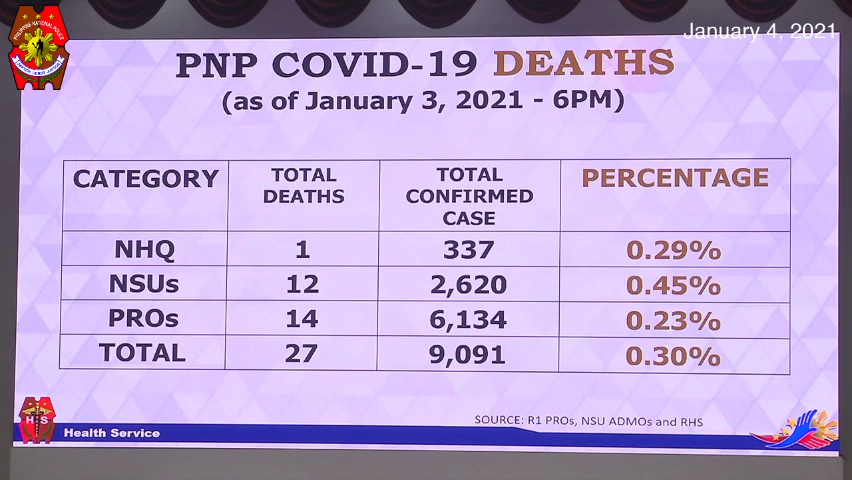 January 4, 2021
PNP COVID-19 DEATHS
(as of January 3, 2021 - 6PM)
CATEGORY
TOTAL
DEATHS
TOTAL
CONFIRMED
CASE
PERCENTAGE
NHQ 1 337 0.29%
NSUs 12 2,620 0.45%
PROs 14 6,134 0.23%
TOTAL 27 9,091 0.30%
SOURCE: R1 PROs, NSU ADMOs and RHS
HS
Health Service